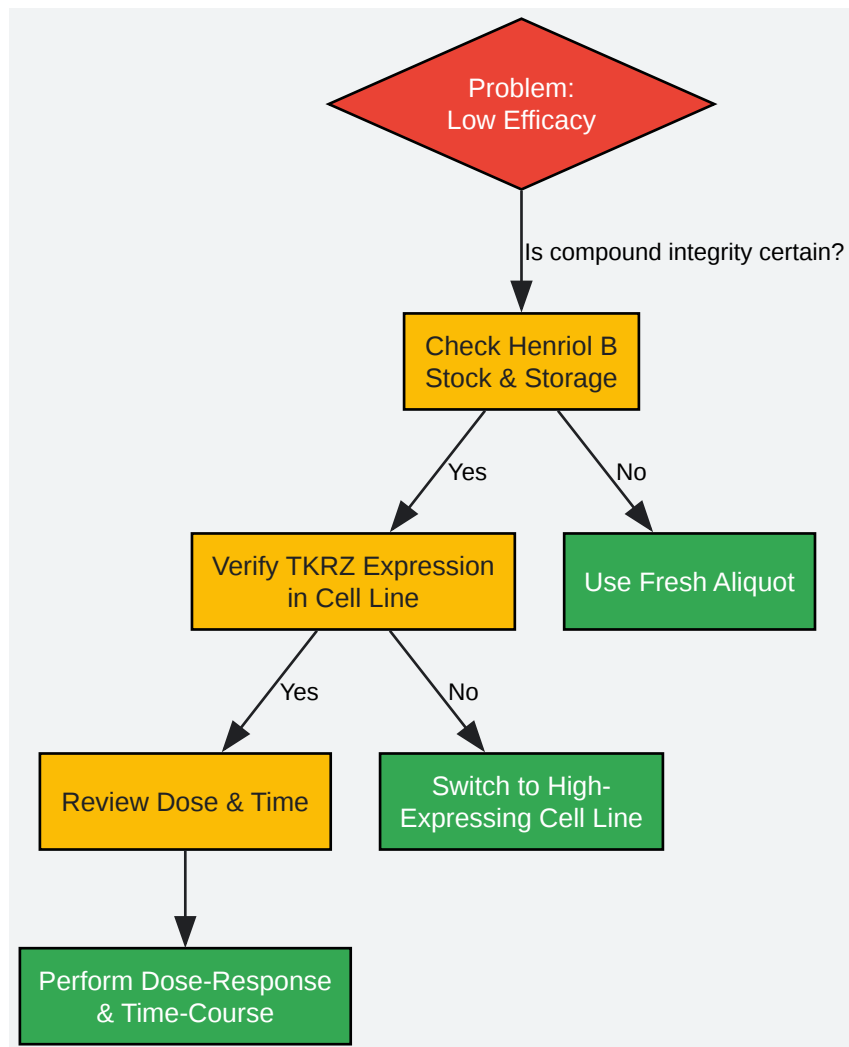 Problem:
Low Efficacy
Is compound integrity certain?
Check Henriol B
Stock & Storage
Yes
No
Verify TKRZ Expression
in Cell Line
Use Fresh Aliquot
Yes
No
Review Dose & Time
Switch to High-
Expressing Cell Line
Perform Dose-Response
& Time-Course